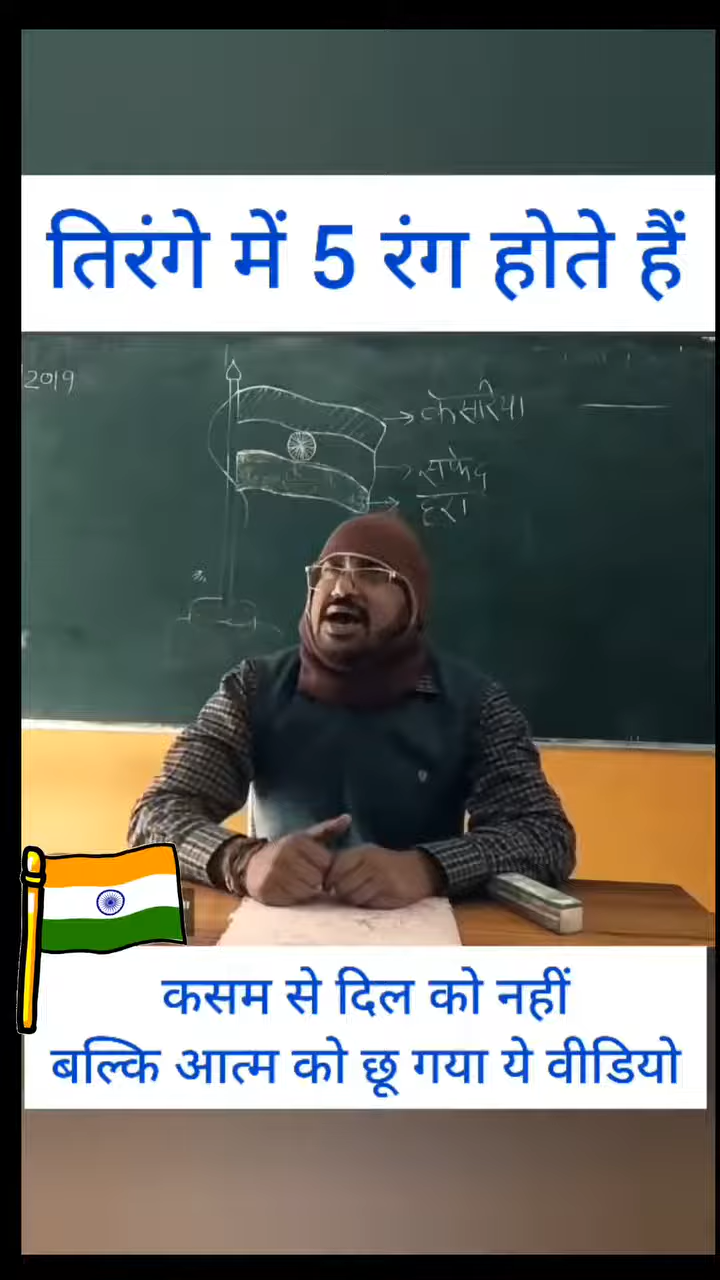 तिरंगे में 5 रंग होते हैं
2019
केसरिया
सफेद
हरा
कसम से दिल को नहीं
बल्कि आत्म को छू गया ये वीडियो